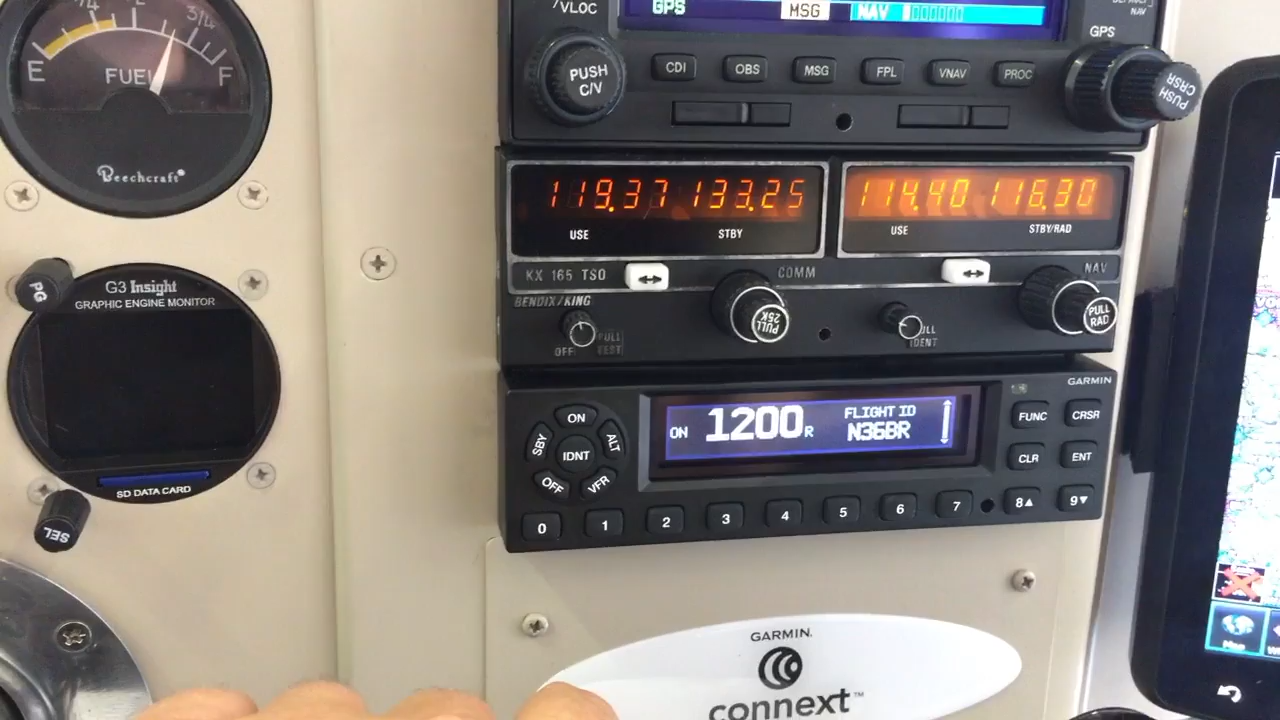 1/4 1/2 3/4
E FUEL F
Beechcraft
PG
G3 Insight
GRAPHIC ENGINE MONITOR
SD DATA CARD
SEL
/VLOC
GPS MSG NAV
NAV
GPS
PUSH
C/V
CDI OBS MSG FPL VNAV PROC
PUSH
CRSR
119.37 133.25
USE STBY
114.40 116.30
USE STBY/RAD
KX 165 TSO COMM
NAV
BENDIX/KING
OFF PULL
TEST
PULL
25K
PULL
IDENT
PULL
RAD
GARMIN
ON
SBY ALT
IDNT
OFF VFR
ON 1200 R FLIGHT ID
N36BR
FUNC CRSR
CLR ENT
0 1 2 3 4 5 6 7 8▲ 9▼
GARMIN.
connext™
Map